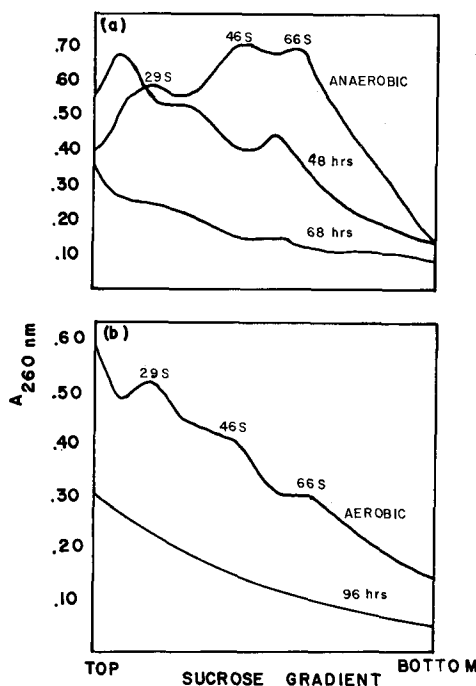 (a)
.70
.60
.50
.40
.30
.20
.10
46S
66S
29S
ANAEROBIC
48 hrs
68 hrs
A260 nm
(b)
.60
.50
.40
.30
.20
.10
29S
46S
66S
AEROBIC
96 hrs
TOP
SUCROSE GRADIENT
BOTTOM